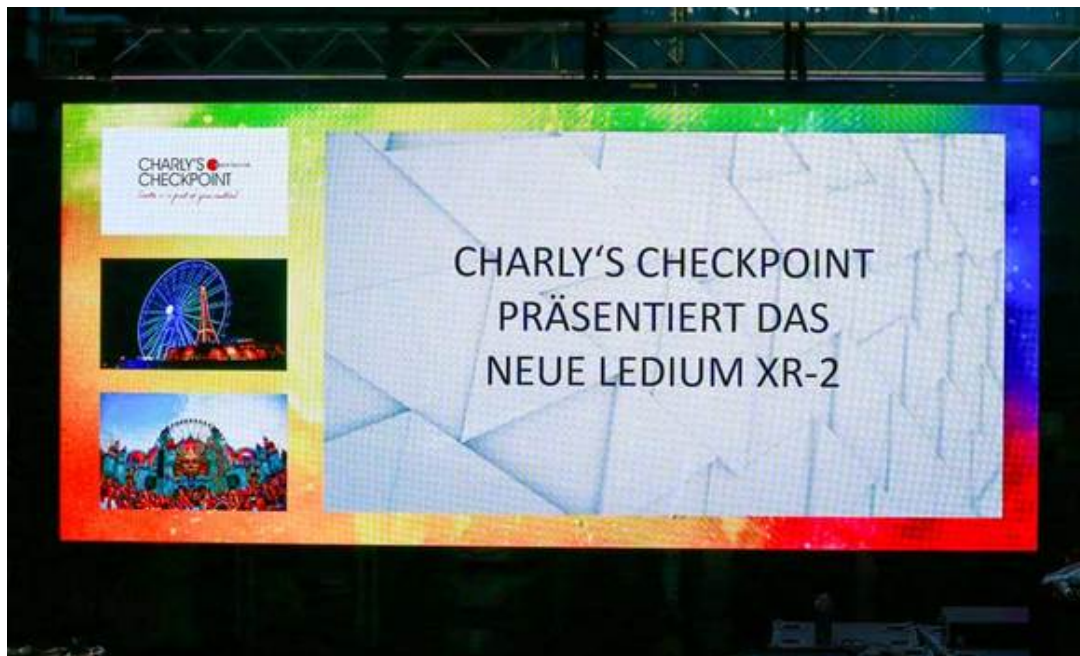 CHARLY'S
CHECKPOINT
CHARLY‘S CHECKPOINT
PRÄSENTIERT DAS
NEUE LEDIUM XR-2